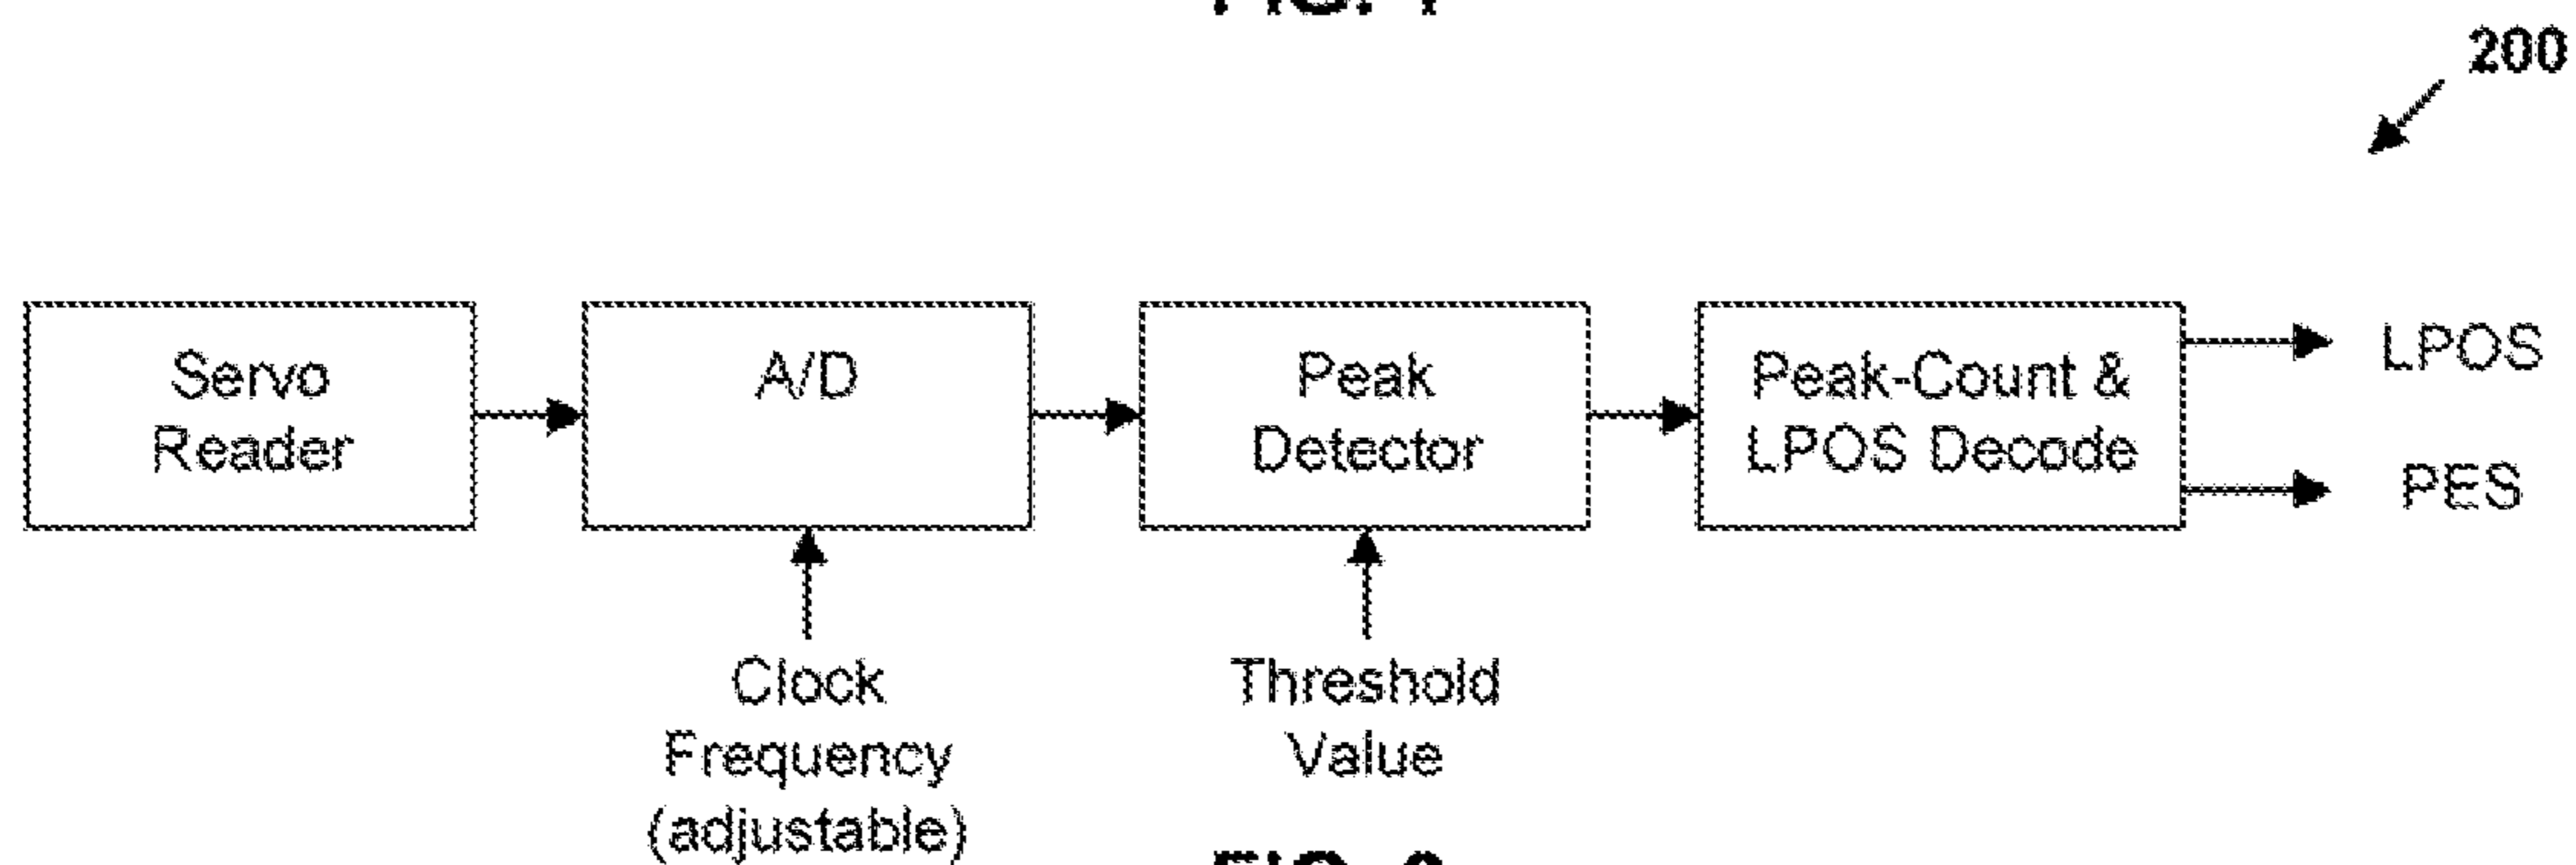 200
Servo
Reader
A/D
Peak
Detector
Peak-Count &
LPOS Decode
LPOS
PES
Clock
Frequency
(adjustable)
Threshold
Value